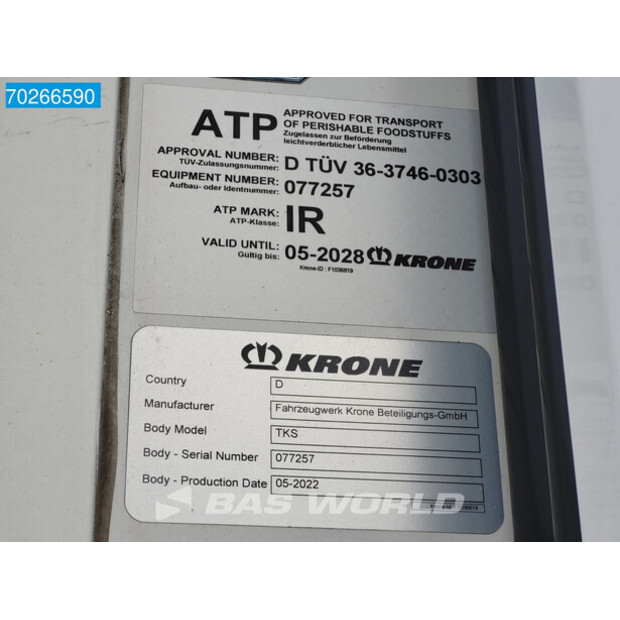 70266590
ATP APPROVED FOR TRANSPORT
OF PERISHABLE FOODSTUFFS
Zugelassen zur Beförderung
leichtverderblicher Lebensmittel
APPROVAL NUMBER: D TÜV 36-3746-0303
TÜV-Zulassungsnummer:
EQUIPMENT NUMBER: 077257
Aufbau- oder Identnummer:
ATP MARK: IR
ATP-Klasse:
VALID UNTIL: 05-2028 KRONE
Gültig bis:
Krone-ID : F1036819
KRONE
Country D
Manufacturer Fahrzeugwerk Krone Beteiligungs-GmbH
Body Model TKS
Body - Serial Number 077257
Body - Production Date 05-2022
BAS WORLD